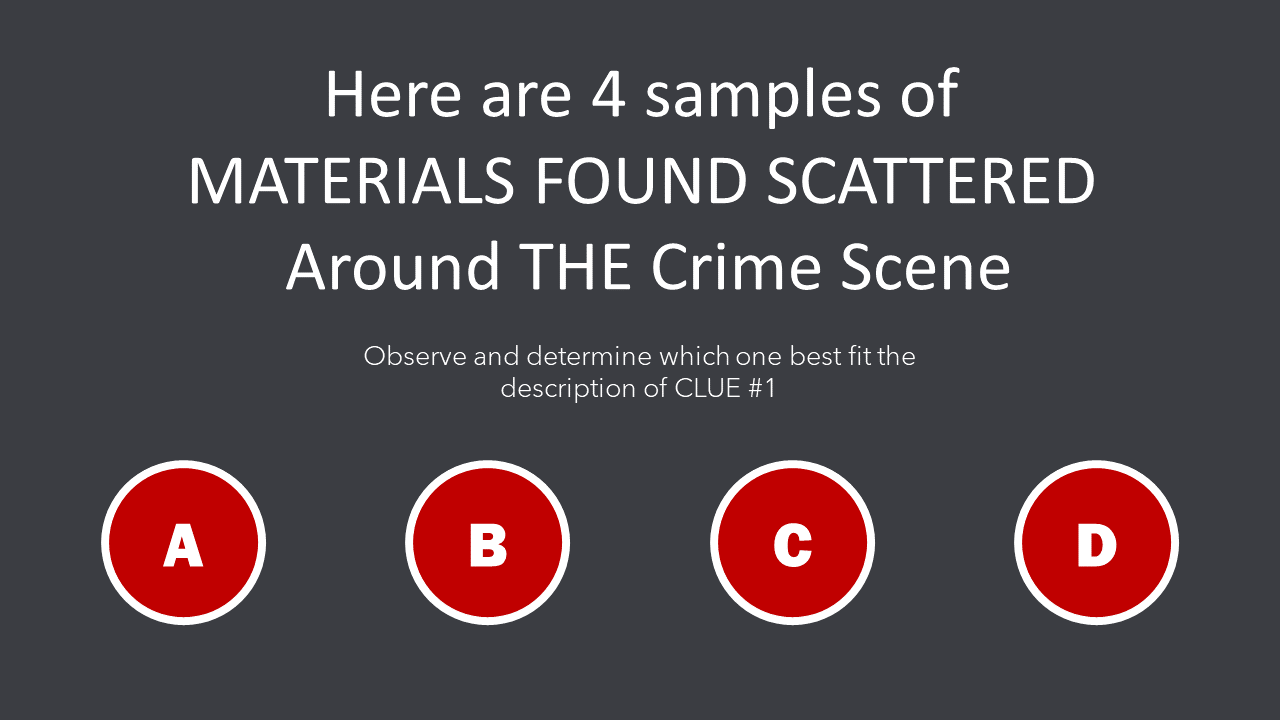 Here are 4 samples of
MATERIALS FOUND SCATTERED
Around THE Crime Scene
Observe and determine which one best fit the
description of CLUE #1
A
B
C
D